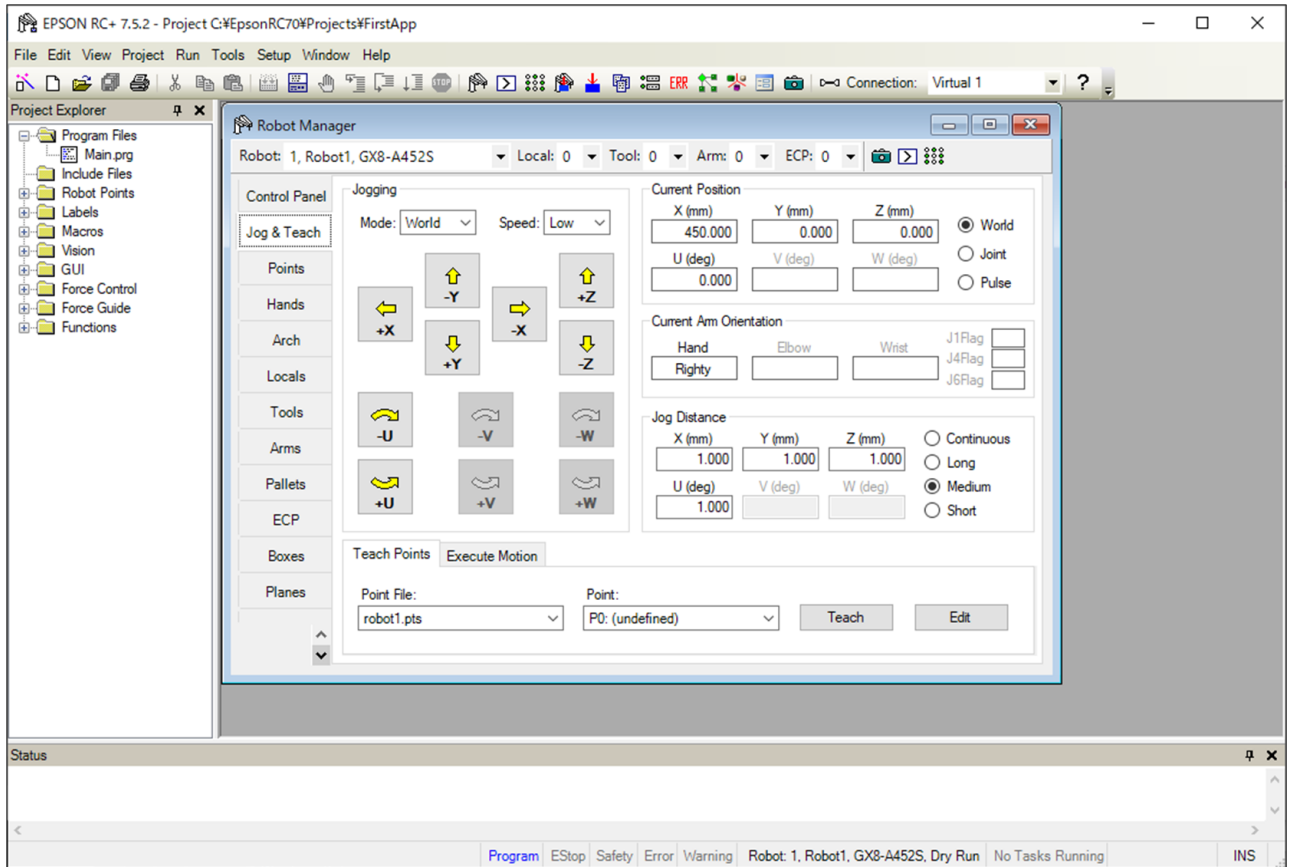 EPSON RC+ 7.5.2 - Project C:¥EpsonRC70¥Projects¥FirstApp
File Edit View Project Run Tools Setup Window Help
STOP ERR Connection: Virtual 1 ?
Project Explorer
Program Files
Main.prg
Include Files
Robot Points
Labels
Macros
Vision
GUI
Force Control
Force Guide
Functions
Robot Manager
Robot: 1, Robot1, GX8-A452S Local: 0 Tool: 0 Arm: 0 ECP: 0
Control Panel
Jog & Teach
Points
Hands
Arch
Locals
Tools
Arms
Pallets
ECP
Boxes
Planes
Jogging
Mode: World Speed: Low
-Y +Z
+X -X
+Y -Z
-U -V -W
+U +V +W
Current Position
X (mm) Y (mm) Z (mm)
450.000 0.000 0.000 World
U (deg) V (deg) W (deg) Joint
0.000 Pulse
Current Arm Orientation
Hand Elbow Wrist J1Flag
Righty J4Flag
J6Flag
Jog Distance
X (mm) Y (mm) Z (mm) Continuous
1.000 1.000 1.000 Long
U (deg) V (deg) W (deg) Medium
1.000 Short
Teach Points Execute Motion
Point File: Point:
robot1.pts P0: (undefined) Teach Edit
Status
Program EStop Safety Error Warning Robot: 1, Robot1, GX8-A452S, Dry Run No Tasks Running INS